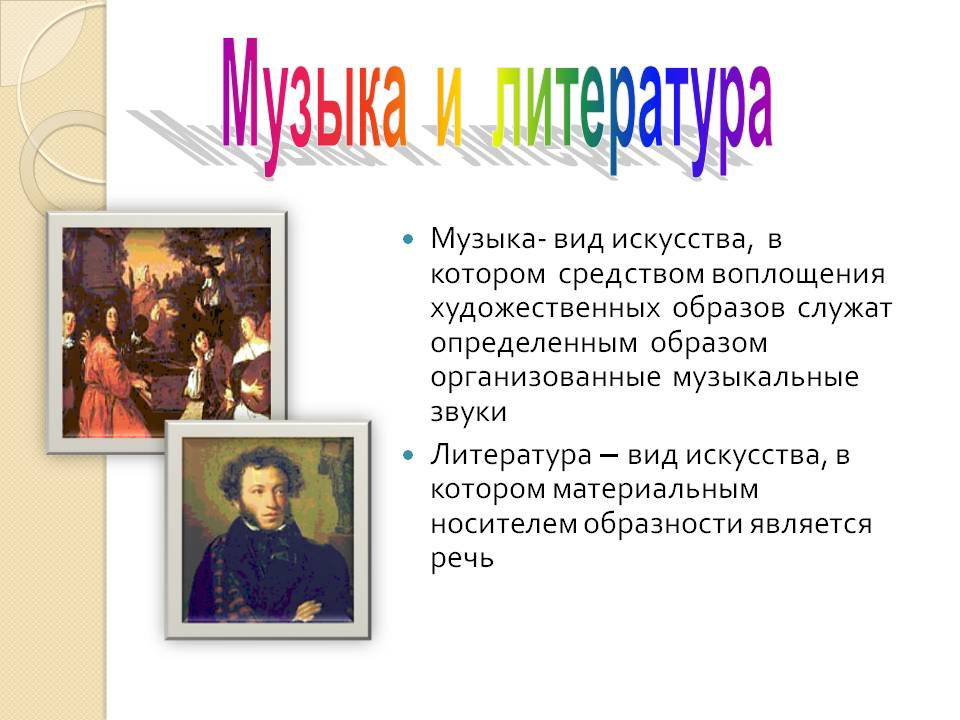 Музыка и литература
Музыка- вид искусства, в
котором средством воплощения
художественных образов служат
определенным образом
организованные музыкальные
звуки
Литература – вид искусства, в
котором материальным
носителем образности является
речь